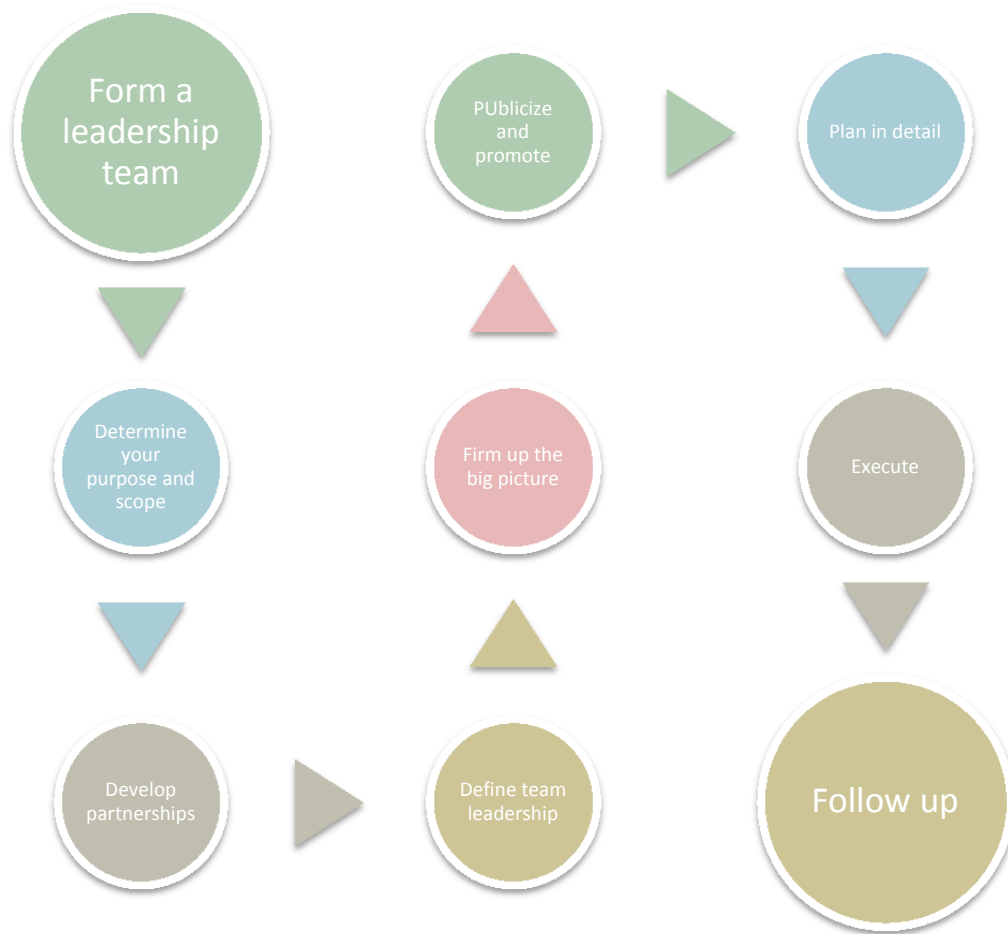 Form a
leadership
team
Determine
your
purpose and
scope
Develop
partnerships
Define team
leadership
Firm up the
big picture
PUblicize
and
promote
Plan in detail
Execute
Follow up